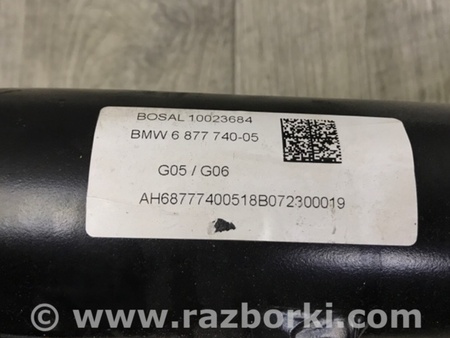 BOSAL 10023684
BMW 6 877 740-05
G05 / G06
AH68777400518B072300019
© www.razborki.com